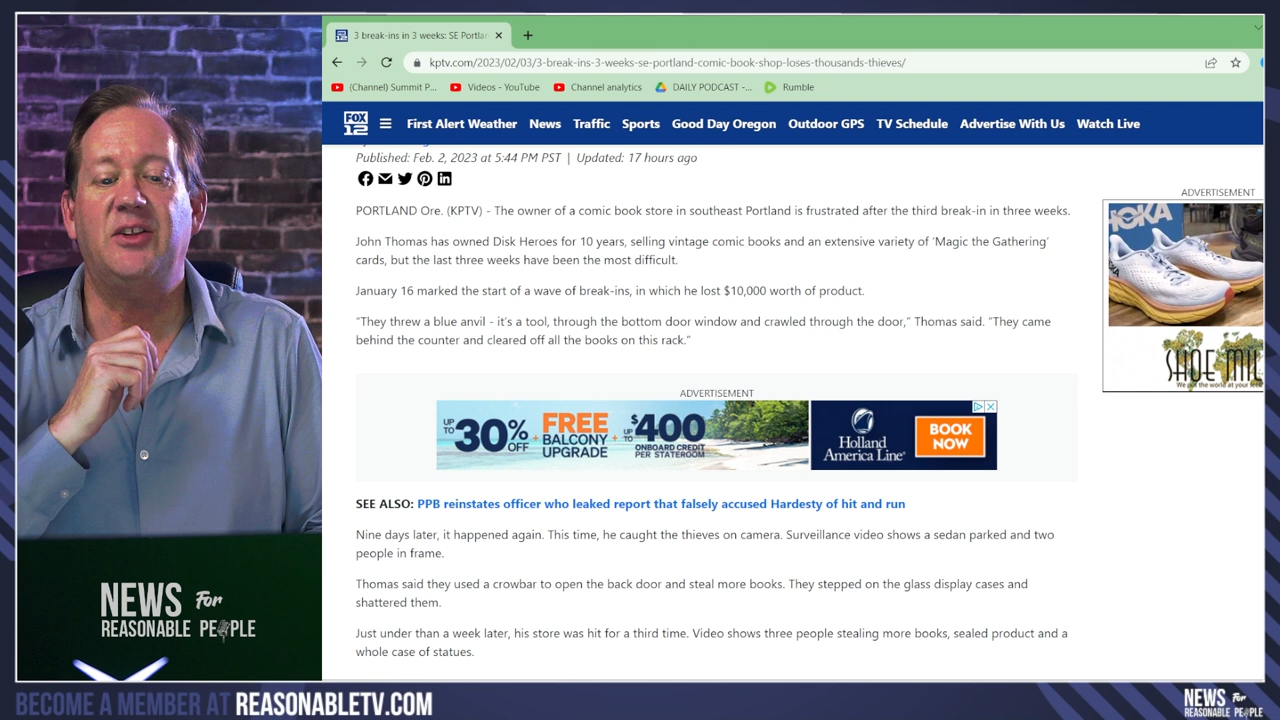 3 break-ins in 3 weeks: SE Portlan
kptv.com/2023/02/03/3-break-ins-3-weeks-se-portland-comic-book-shop-loses-thousands-thieves/
(Channel) Summit P... Videos - YouTube Channel analytics DAILY PODCAST -... Rumble
FOX 12 First Alert Weather News Traffic Sports Good Day Oregon Outdoor GPS TV Schedule Advertise With Us Watch Live
Published: Feb. 2, 2023 at 5:44 PM PST | Updated: 17 hours ago
ADVERTISEMENT
HOKA
SHOE MIL
PORTLAND Ore. (KPTV) - The owner of a comic book store in southeast Portland is frustrated after the third break-in in three weeks.
John Thomas has owned Disk Heroes for 10 years, selling vintage comic books and an extensive variety of ‘Magic the Gathering’
cards, but the last three weeks have been the most difficult.
January 16 marked the start of a wave of break-ins, in which he lost $10,000 worth of product.
“They threw a blue anvil - it’s a tool, through the bottom door window and crawled through the door,” Thomas said. “They came
behind the counter and cleared off all the books on this rack.”
ADVERTISEMENT
UP TO 30% OFF + FREE BALCONY UPGRADE + UP TO $400 ONBOARD CREDIT PER STATEROOM
Holland America Line
BOOK NOW
SEE ALSO: PPB reinstates officer who leaked report that falsely accused Hardesty of hit and run
Nine days later, it happened again. This time, he caught the thieves on camera. Surveillance video shows a sedan parked and two
people in frame.
Thomas said they used a crowbar to open the back door and steal more books. They stepped on the glass display cases and
shattered them.
Just under than a week later, his store was hit for a third time. Video shows three people stealing more books, sealed product and a
whole case of statues.
NEWS For
REASONABLE PEOPLE
BECOME A MEMBER AT REASONABLETV.COM
NEWS For
REASONABLE PEOPLE